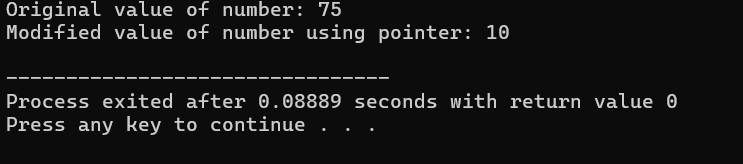 Original value of number: 75
Modified value of number using pointer: 10
--------------------------------
Process exited after 0.08889 seconds with return value 0
Press any key to continue . . .